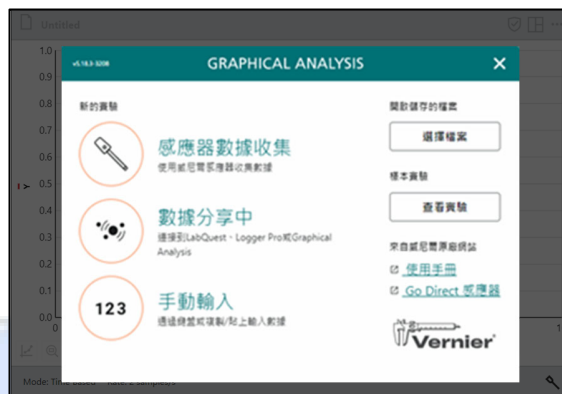 Untitled
v5.18.3-3208
GRAPHICAL ANALYSIS
新的實驗
感應器數據收集
使用威尼爾感應器收集數據
數據分享中
連接到LabQuest、Logger Pro或Graphical
Analysis
123
手動輸入
透過鍵盤或複製/貼上輸入數據
開啟儲存的檔案
選擇檔案
樣本實驗
查看實驗
來自威尼爾原廠網站
使用手冊
Go Direct 感應器
Vernier
1.0
0.9
0.8
0.7
0.6
Y
0.5
0.4
0.3
0.2
0.1
0
1
Mode: Time Based Rate: 2 samples/s